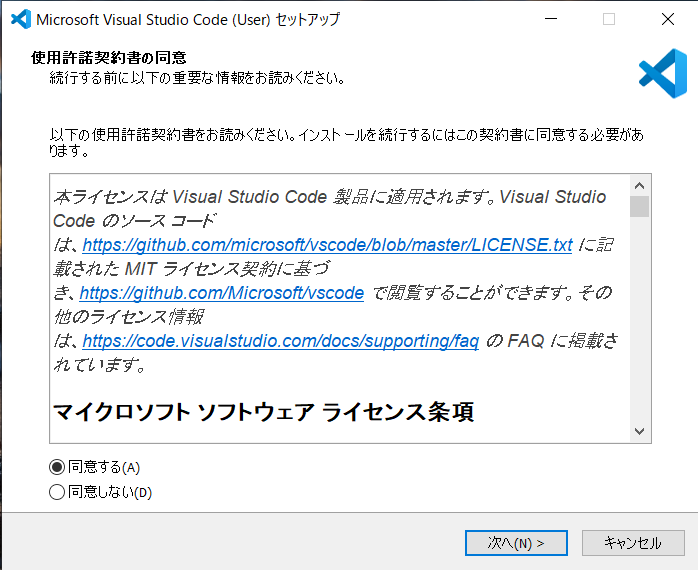 Microsoft Visual Studio Code (User) セットアップ
使用許諾契約書の同意
続行する前に以下の重要な情報をお読みください。
以下の使用許諾契約書をお読みください。インストールを続行するにはこの契約書に同意する必要があ
ります。
本ライセンスは Visual Studio Code 製品に適用されます。Visual Studio
Code のソース コード
は、https://github.com/microsoft/vscode/blob/master/LICENSE.txt に記
載された MIT ライセンス契約に基づ
き、https://github.com/Microsoft/vscode で閲覧することができます。その
他のライセンス情報
は、https://code.visualstudio.com/docs/supporting/faq の FAQ に掲載さ
れています。
マイクロソフト ソフトウェア ライセンス条項
同意する(A)
同意しない(D)
次へ(N) >
キャンセル